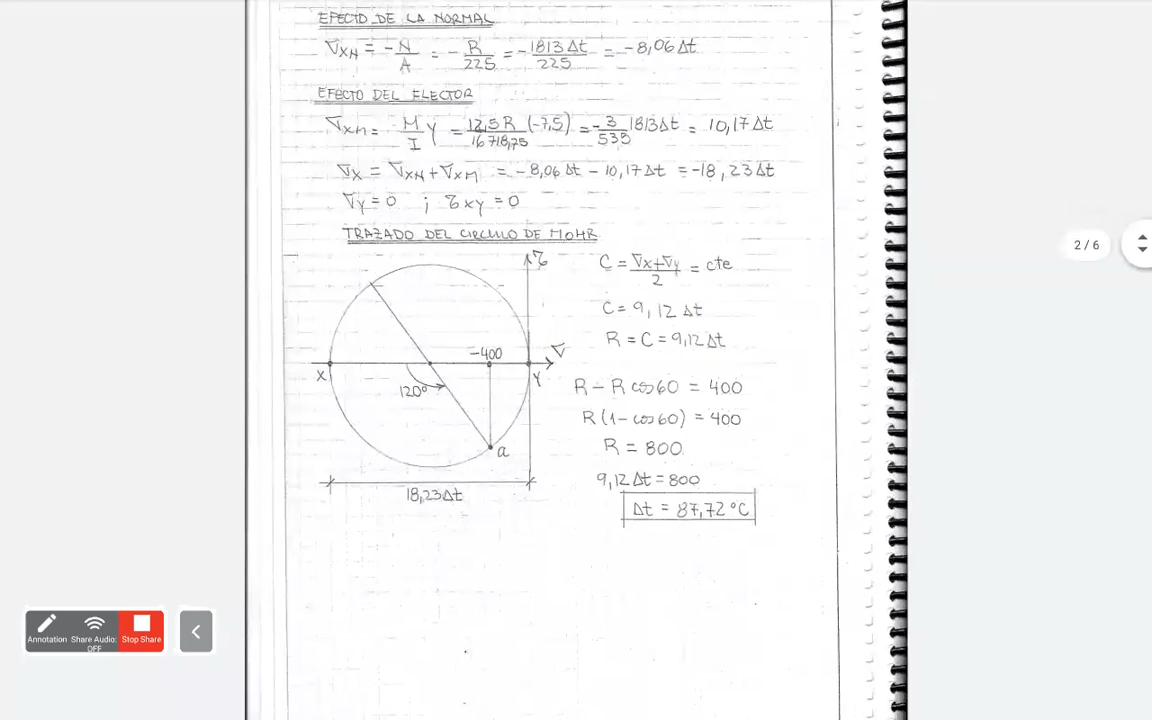 EFECTO DE LA NORMAL
σxN = -N/A = -R/225 = -1813Δt/225 = -8,06Δt
EFECTO DEL FLECTOR
σxM = M/I Y = 12,5R/16718,75 (-7,5) = -3/535 1813Δt = 10,17Δt
σx = σxN + σxM = -8,06Δt - 10,17Δt = -18,23Δt
σy = 0 ; τxy = 0
TRAZADO DEL CIRCULO DE MOHR
τ
C = σx+σy/2 = cte
C = 9,12 Δt
R = C = 9,12Δt
-400
σ
X
Y
120°
R - R cos60 = 400
R(1 - cos60) = 400
R = 800
a
9,12Δt = 800
18,23Δt
Δt = 87,72 °C
2 / 6
Annotation
Share Audio: OFF
Stop Share